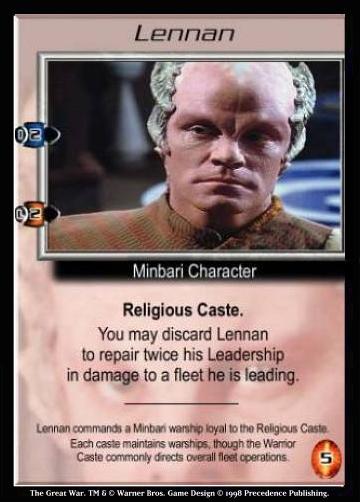 Lennan
D2
L2
Minbari Character
Religious Caste.
You may discard Lennan
to repair twice his Leadership
in damage to a fleet he is leading.
Lennan commands a Minbari warship loyal to the Religious Caste.
Each caste maintains warships, though the Warrior
Caste commonly directs overall fleet operations.
5
The Great War. TM & © Warner Bros. Game Design © 1998 Precedence Publishing.